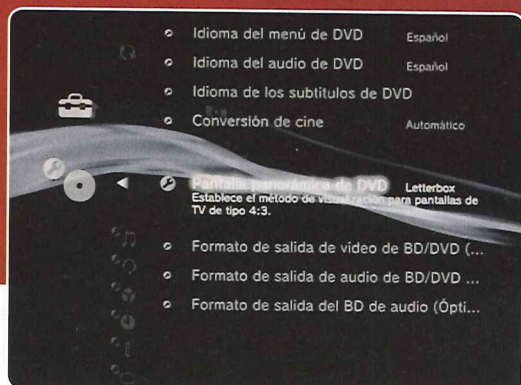 Idioma del menú de DVD Español
Idioma del audio de DVD Español
Idioma de los subtitulos de DVD
Conversión de cine Automático
Pantalla panorámica de DVD Letterbox
Establece el método de visualización para pantallas de
TV de tipo 4:3.
Formato de salida de video de BD/DVD (...
Formato de salida de audio de BD/DVD ...
Formato de salida del BD de audio (Ópti...